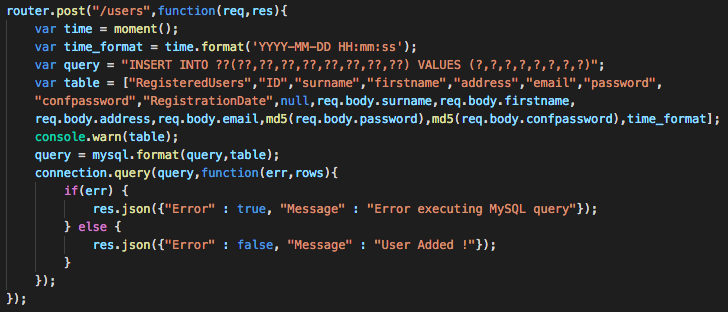 router.post("/users",function(req,res){
    var time = moment();
    var time_format = time.format('YYYY-MM-DD HH:mm:ss');
    var query = "INSERT INTO ??(??,??,??,??,??,??,??,??) VALUES (?,?,?,?,?,?,?,?)";
    var table = ["RegisteredUsers","ID","surname","firstname","address","email","password",
    "confpassword","RegistrationDate",null,req.body.surname,req.body.firstname,
    req.body.address,req.body.email,md5(req.body.password),md5(req.body.confpassword),time_format];
    console.warn(table);
    query = mysql.format(query,table);
    connection.query(query,function(err,rows){
        if(err) {
            res.json({"Error" : true, "Message" : "Error executing MySQL query"});
        } else {
            res.json({"Error" : false, "Message" : "User Added !"});
        }
    });
});